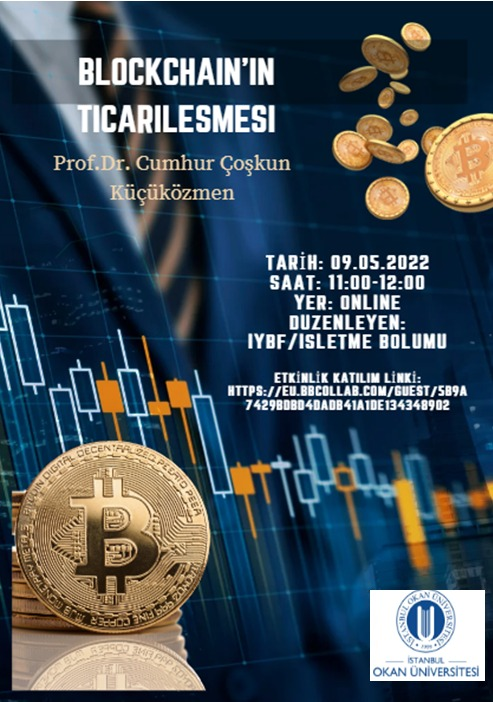 BLOCKCHAIN'IN
TICARILESMESI
Prof.Dr. Cumhur Çoşkun
Küçüközmen
TARİH: 09.05.2022
SAAT: 11:00-12:00
YER: ONLINE
DUZENLEYEN:
IYBF/ISLETME BOLUMU
ETKİNLİK KATILIM LİNKİ:
HTTPS://EU.BBCOLLAB.COM/GUEST/5B9A
7429BDBD4DADB41A1DE134348902
DIGITAL DECENTRALIZED PEER TO PEER
FINE COPPER
İSTANBUL OKAN ÜNİVERSİTESİ
1999
İSTANBUL
OKAN ÜNİVERSİTESİ